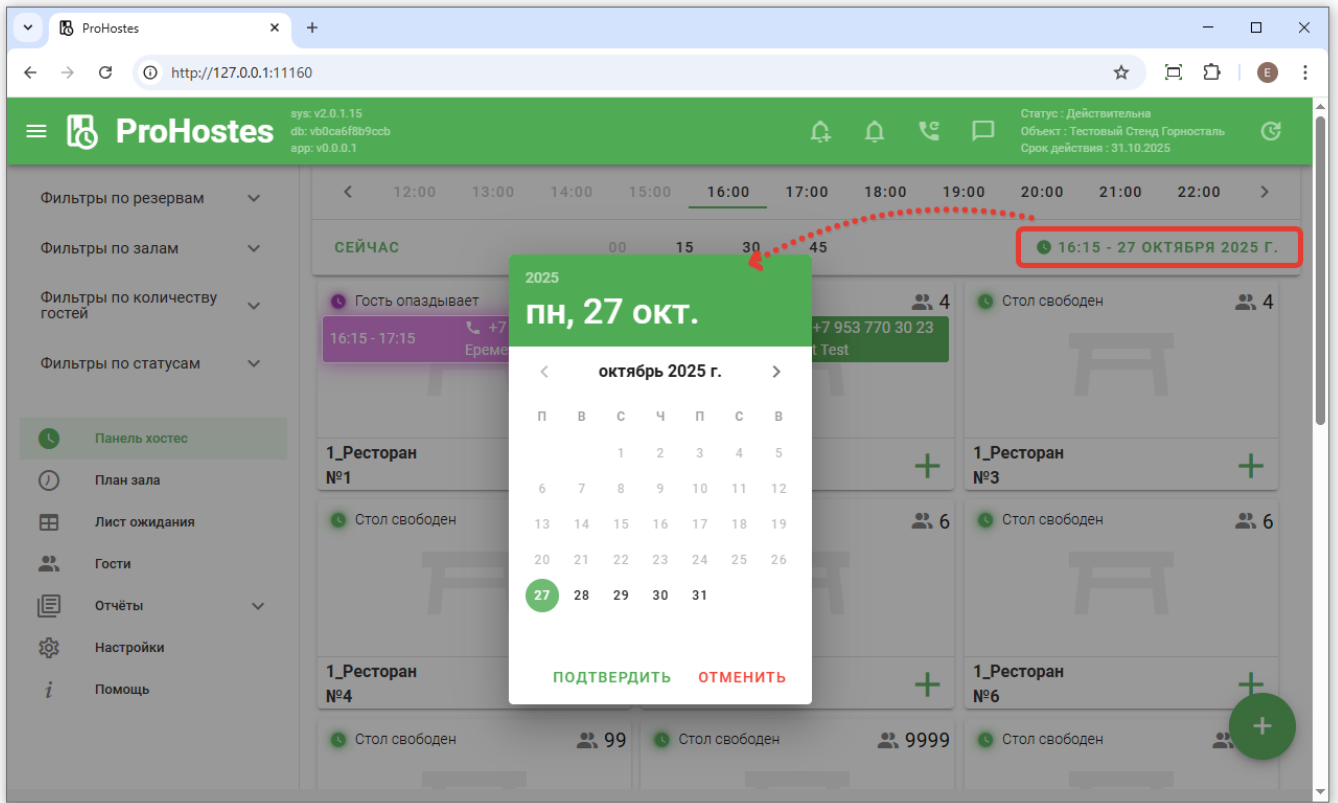 ProHostes
http://127.0.0.1:11160
E
ProHostes
sys: v2.0.1.15
db: vb0ca6f8b9ccb
app: v0.0.0.1
Статус : Действительна
Объект : Тестовый Стенд Горносталь
Срок действия : 31.10.2025
Фильтры по резервам
Фильтры по залам
Фильтры по количеству
гостей
Фильтры по статусам
Панель хостес
План зала
Лист ожидания
Гости
Отчёты
Настройки
Помощь
12:00 13:00 14:00 15:00 16:00 17:00 18:00 19:00 20:00 21:00 22:00
СЕЙЧАС 00 15 30 45 16:15 - 27 ОКТЯБРЯ 2025 Г.
Гость опаздывает 4 Стол свободен 4
16:15 - 17:15 +7 +7 953 770 30 23
Ереме t Test
1_Ресторан 1_Ресторан
№1 №3
Стол свободен 6 Стол свободен 6
1_Ресторан 1_Ресторан
№4 №6
Стол свободен 99 Стол свободен 9999 Стол свободен
2025
пн, 27 окт.
октябрь 2025 г.
П В С Ч П С В
1 2 3 4 5
6 7 8 9 10 11 12
13 14 15 16 17 18 19
20 21 22 23 24 25 26
27 28 29 30 31
ПОДТВЕРДИТЬ ОТМЕНИТЬ